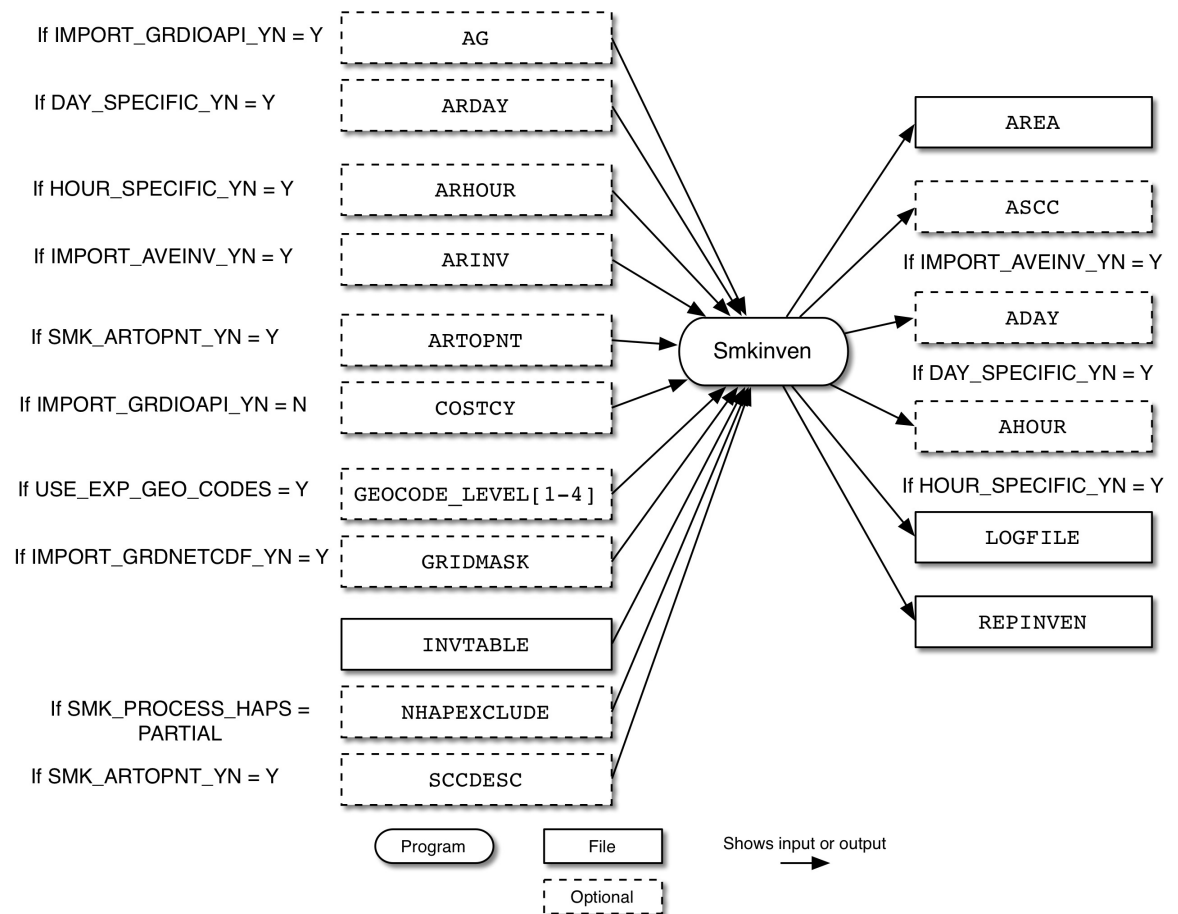 If IMPORT_GRDIOAPI_YN = Y
AG
If DAY_SPECIFIC_YN = Y
ARDAY
If HOUR_SPECIFIC_YN = Y
ARHOUR
If IMPORT_AVEINV_YN = Y
ARINV
If SMK_ARTOPNT_YN = Y
ARTOPNT
If IMPORT_GRDIOAPI_YN = N
COSTCY
If USE_EXP_GEO_CODES = Y
GEOCODE_LEVEL[1-4]
If IMPORT_GRDNETCDF_YN = Y
GRIDMASK
INVTABLE
If SMK_PROCESS_HAPS =
PARTIAL
NHAPEXCLUDE
If SMK_ARTOPNT_YN = Y
SCCDESC
Smkinven
AREA
ASCC
If IMPORT_AVEINV_YN = Y
ADAY
If DAY_SPECIFIC_YN = Y
AHOUR
If HOUR_SPECIFIC_YN = Y
LOGFILE
REPINVEN
Program
File
Shows input or output
Optional